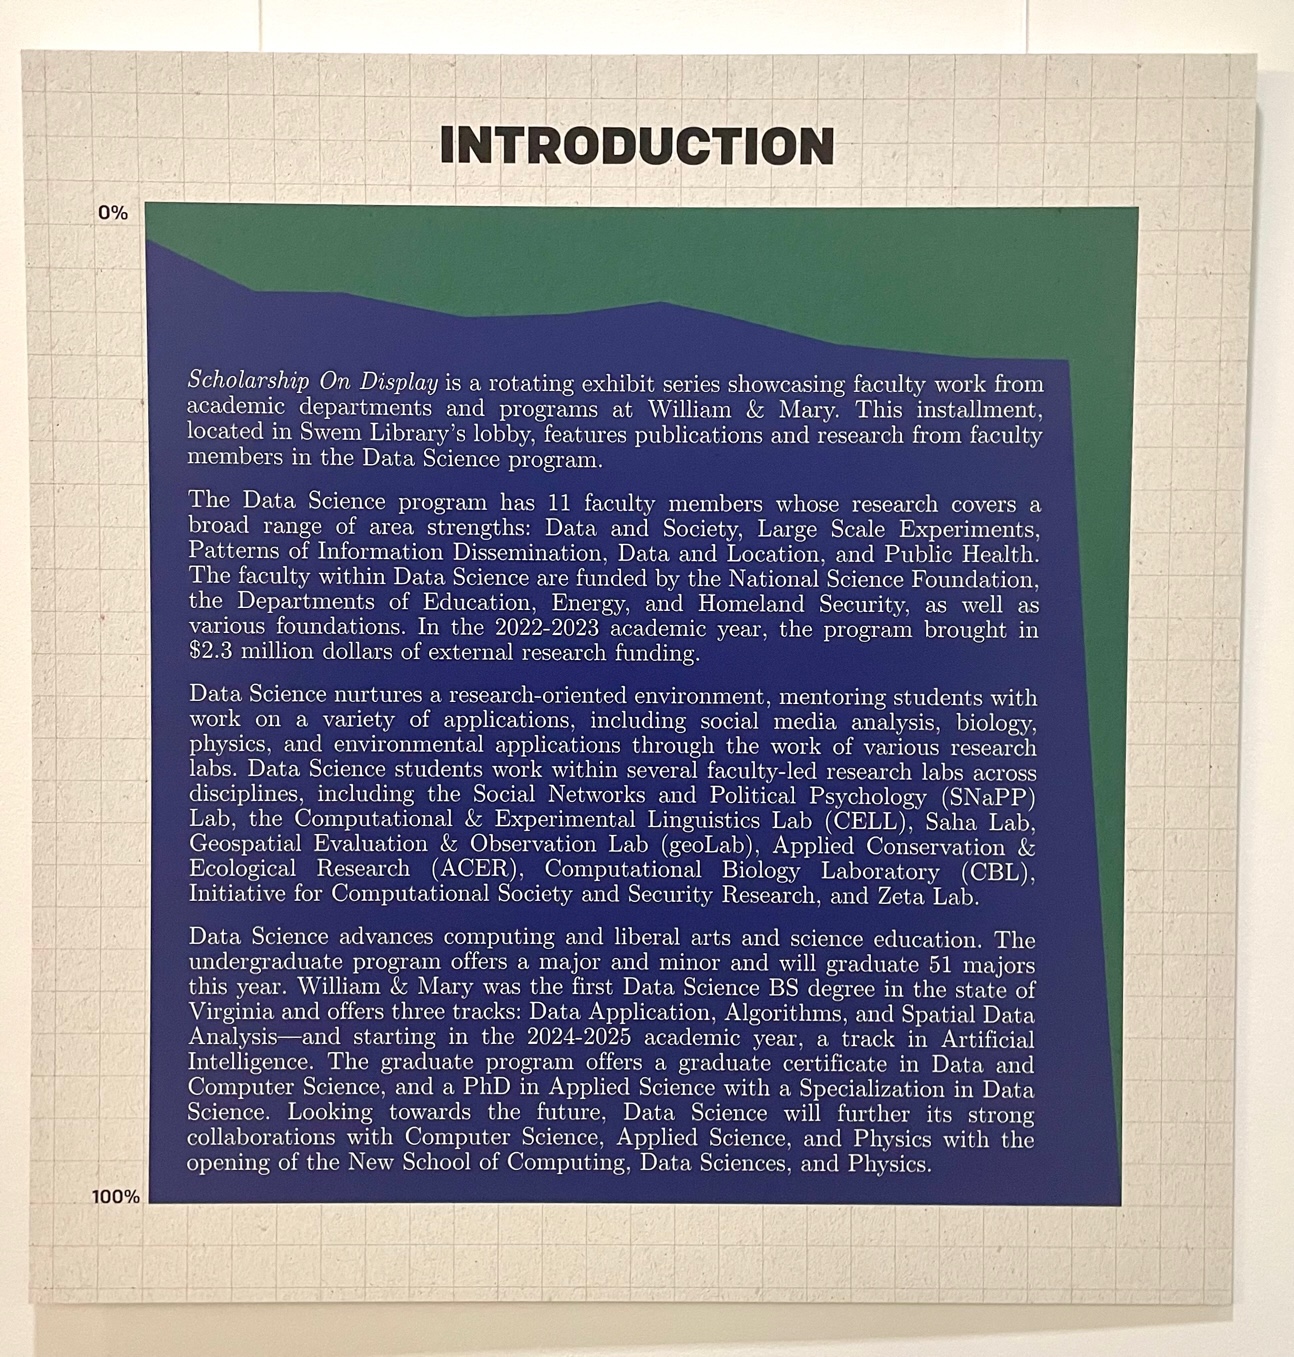 INTRODUCTION
0%
Scholarship On Display is a rotating exhibit series showcasing faculty work from
academic departments and programs at William & Mary. This installment,
located in Swem Library's lobby, features publications and research from faculty
members in the Data Science program.
The Data Science program has 11 faculty members whose research covers a
broad range of area strengths: Data and Society, Large Scale Experiments,
Patterns of Information Dissemination, Data and Location, and Public Health.
The faculty within Data Science are funded by the National Science Foundation,
the Departments of Education, Energy, and Homeland Security, as well as
various foundations. In the 2022-2023 academic year, the program brought in
$2.3 million dollars of external research funding.
Data Science nurtures a research-oriented environment, mentoring students with
work on a variety of applications, including social media analysis, biology,
physics, and environmental applications through the work of various research
labs. Data Science students work within several faculty-led research labs across
disciplines, including the Social Networks and Political Psychology (SNaPP)
Lab, the Computational & Experimental Linguistics Lab (CELL), Saha Lab,
Geospatial Evaluation & Observation Lab (geoLab), Applied Conservation &
Ecological Research (ACER), Computational Biology Laboratory (CBL),
Initiative for Computational Society and Security Research, and Zeta Lab.
Data Science advances computing and liberal arts and science education. The
undergraduate program offers a major and minor and will graduate 51 majors
this year. William & Mary was the first Data Science BS degree in the state of
Virginia and offers three tracks: Data Application, Algorithms, and Spatial Data
Analysis—and starting in the 2024-2025 academic year, a track in Artificial
Intelligence. The graduate program offers a graduate certificate in Data and
Computer Science, and a PhD in Applied Science with a Specialization in Data
Science. Looking towards the future, Data Science will further its strong
collaborations with Computer Science, Applied Science, and Physics with the
opening of the New School of Computing, Data Sciences, and Physics.
100%